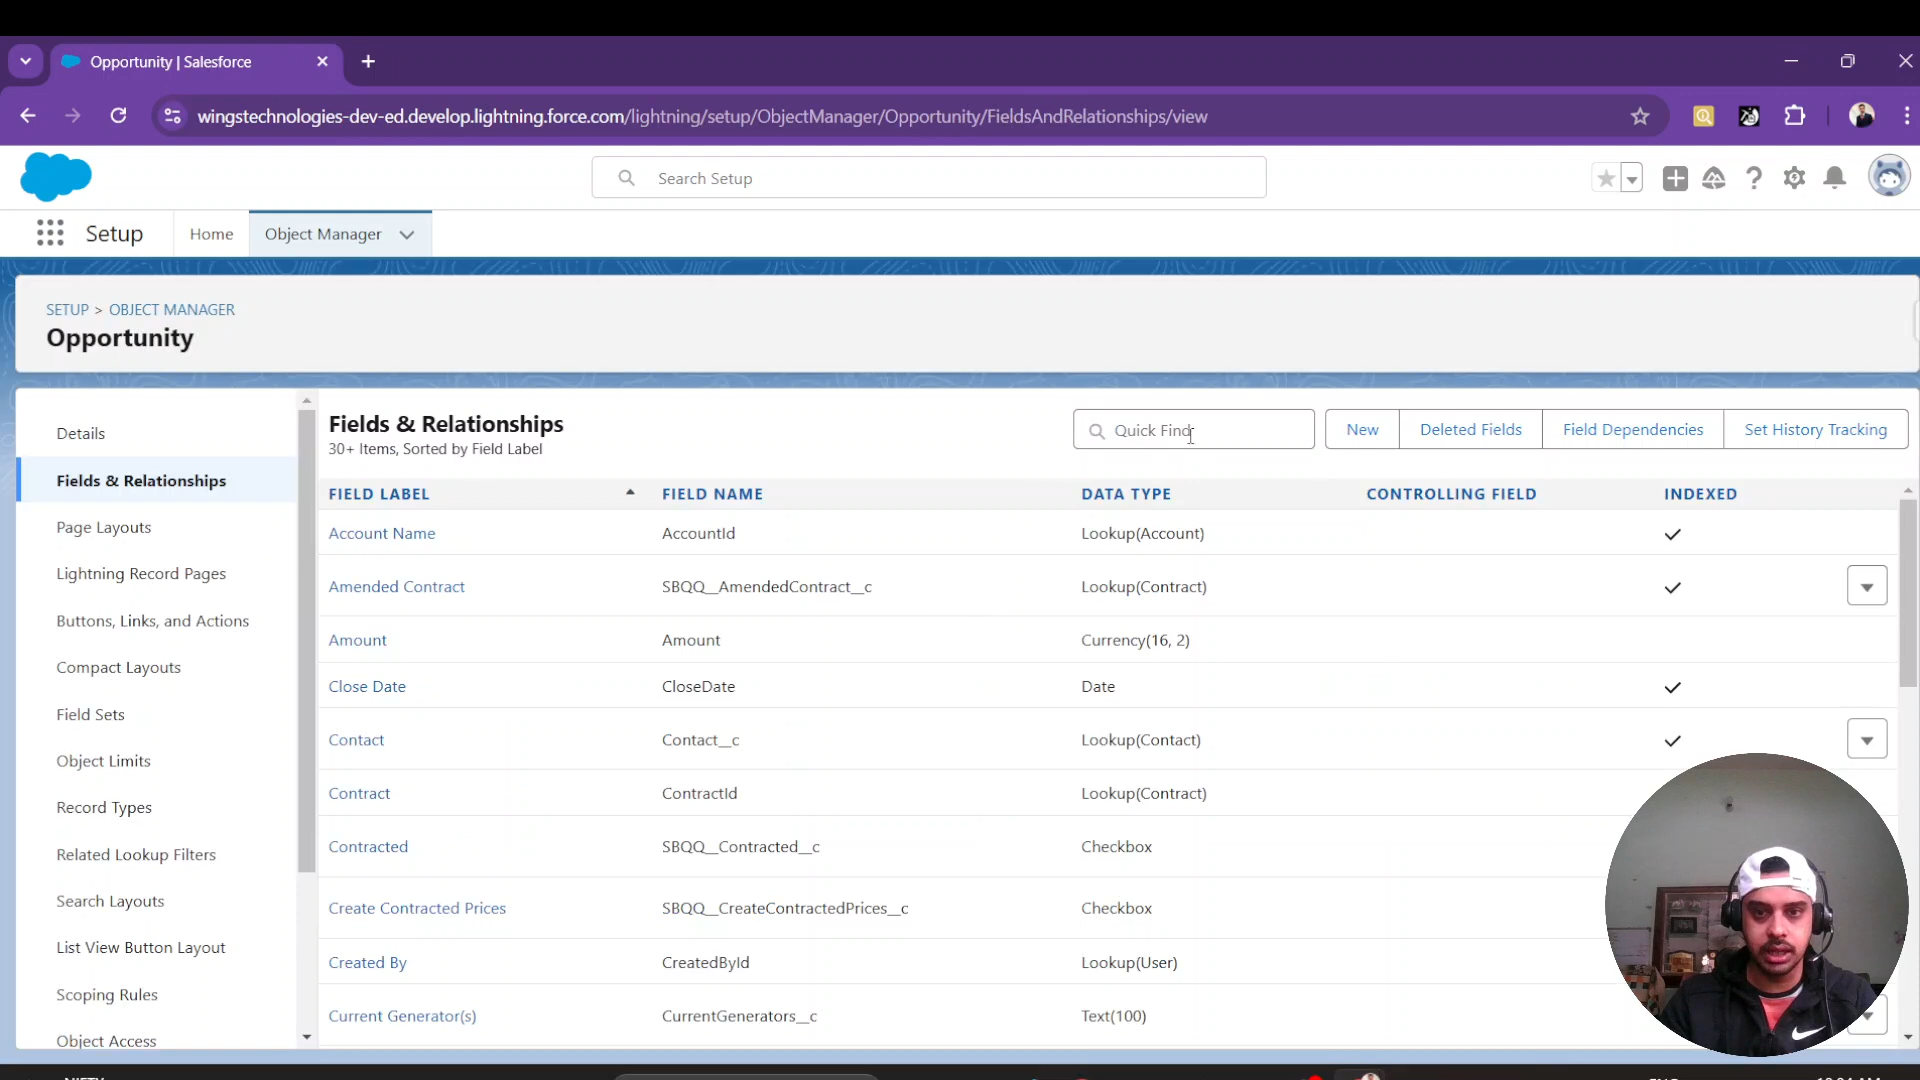 Opportunity | Salesforce
wingstechnologies-dev-ed.develop.lightning.force.com/lightning/setup/ObjectManager/Opportunity/FieldsAndRelationships/view
Search Setup
Setup
Home
Object Manager
SETUP > OBJECT MANAGER
Opportunity
Details
Fields & Relationships
Page Layouts
Lightning Record Pages
Buttons, Links, and Actions
Compact Layouts
Field Sets
Object Limits
Record Types
Related Lookup Filters
Search Layouts
List View Button Layout
Scoping Rules
Object Access
Fields & Relationships
30+ Items, Sorted by Field Label
Quick Find
New
Deleted Fields
Field Dependencies
Set History Tracking
FIELD LABEL FIELD NAME DATA TYPE CONTROLLING FIELD INDEXED
Account Name AccountId Lookup(Account)
Amended Contract SBQQ__AmendedContract__c Lookup(Contract)
Amount Amount Currency(16, 2)
Close Date CloseDate Date
Contact Contact__c Lookup(Contact)
Contract ContractId Lookup(Contract)
Contracted SBQQ__Contracted__c Checkbox
Create Contracted Prices SBQQ__CreateContractedPrices__c Checkbox
Created By CreatedById Lookup(User)
Current Generator(s) CurrentGenerators__c Text(100)